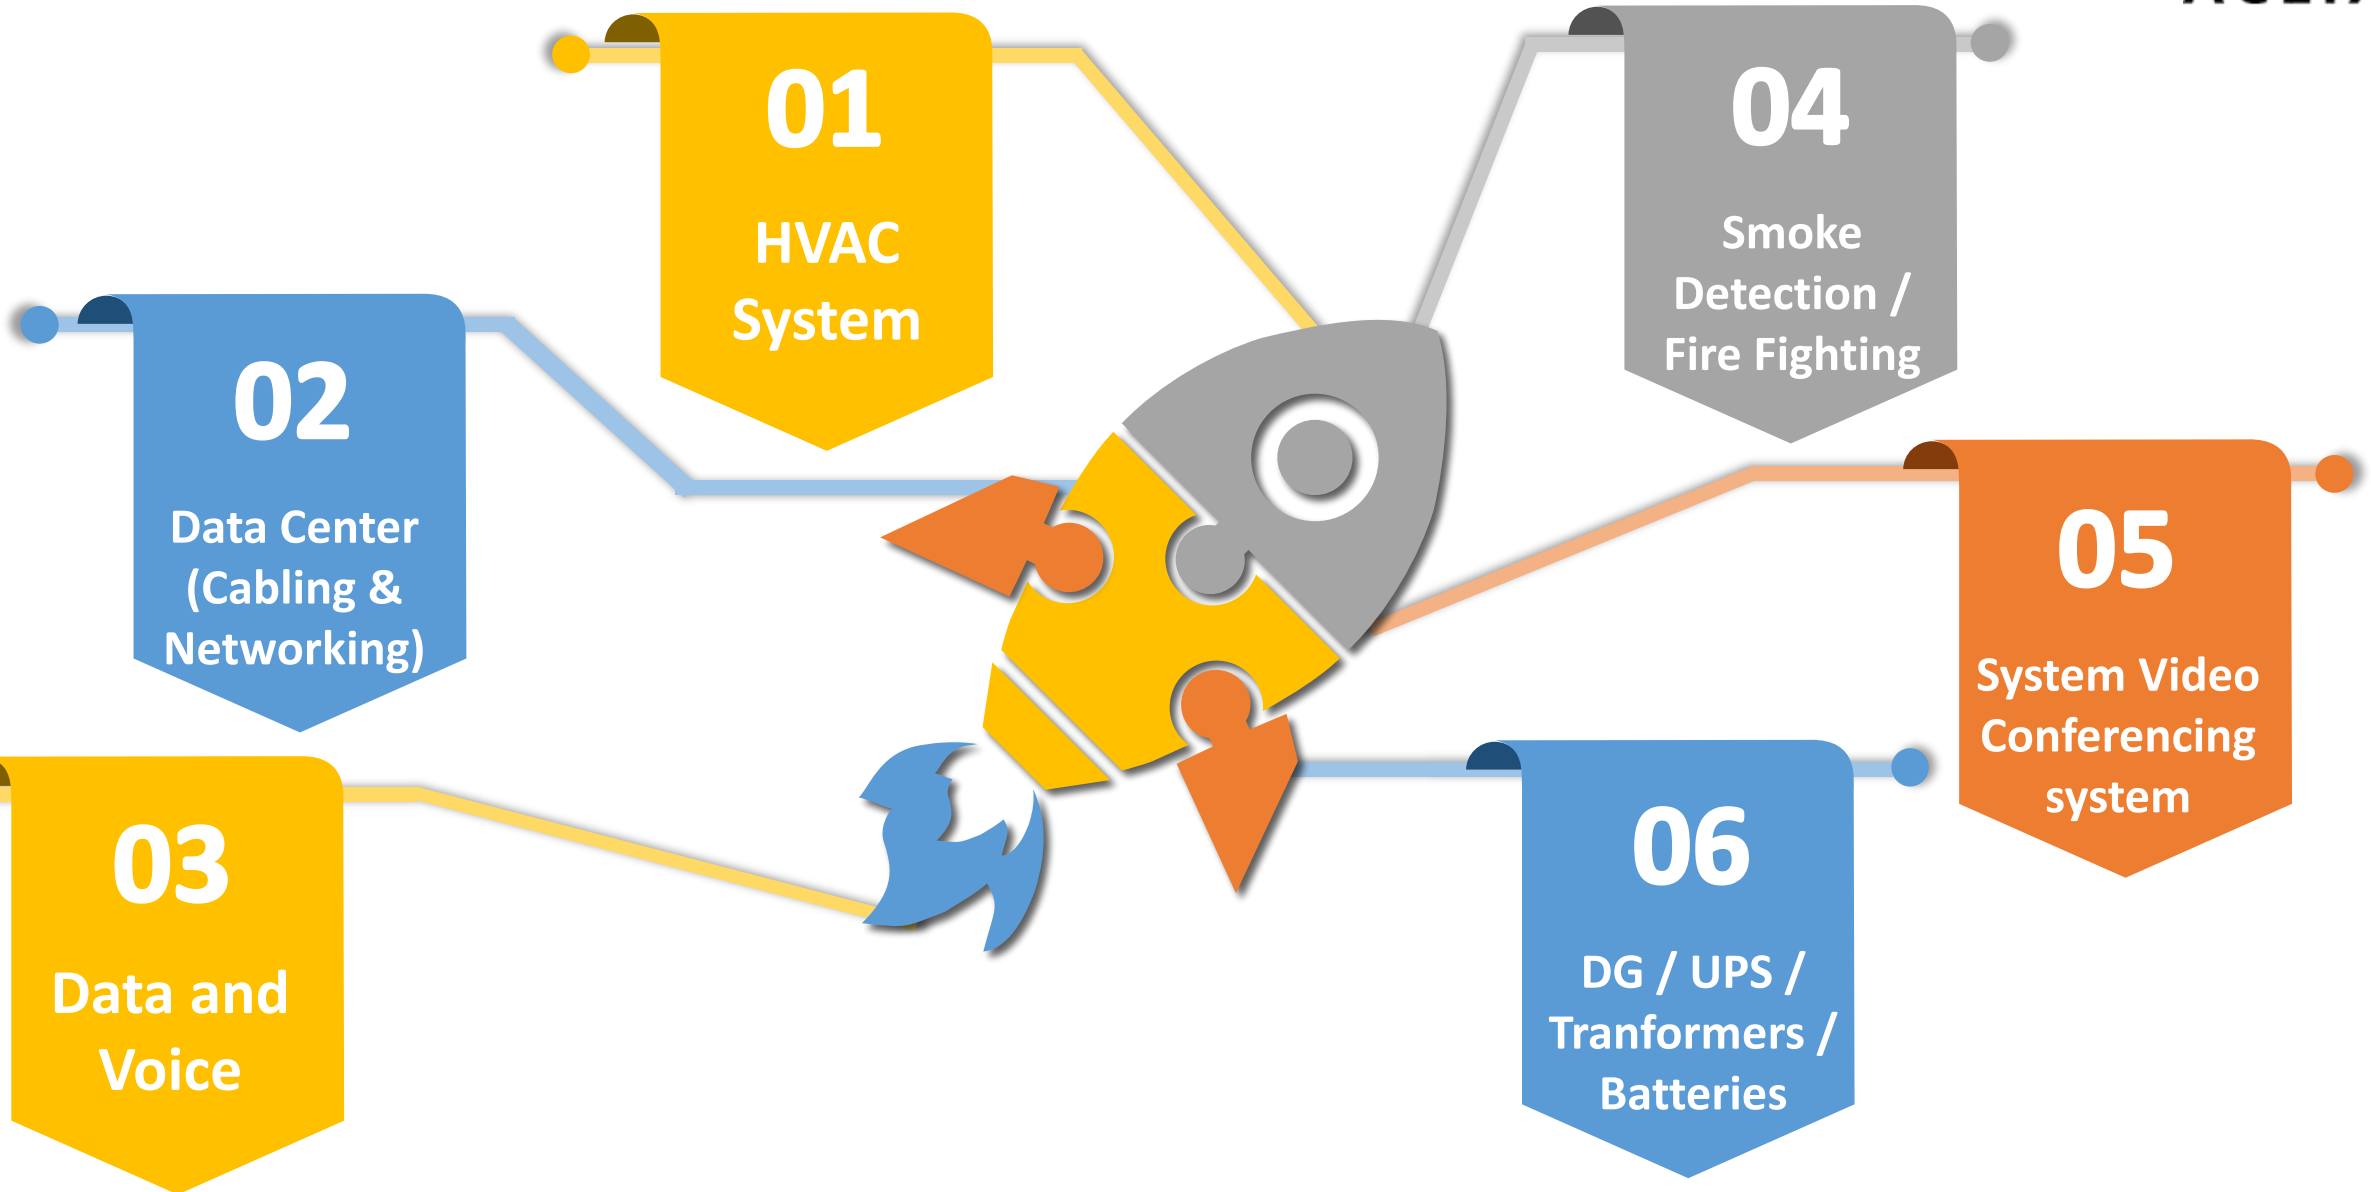 01
HVAC
System
02
Data Center
(Cabling &
Networking)
03
Data and
Voice
04
Smoke
Detection /
Fire Fighting
05
System Video
Conferencing
system
06
DG / UPS /
Tranformers /
Batteries